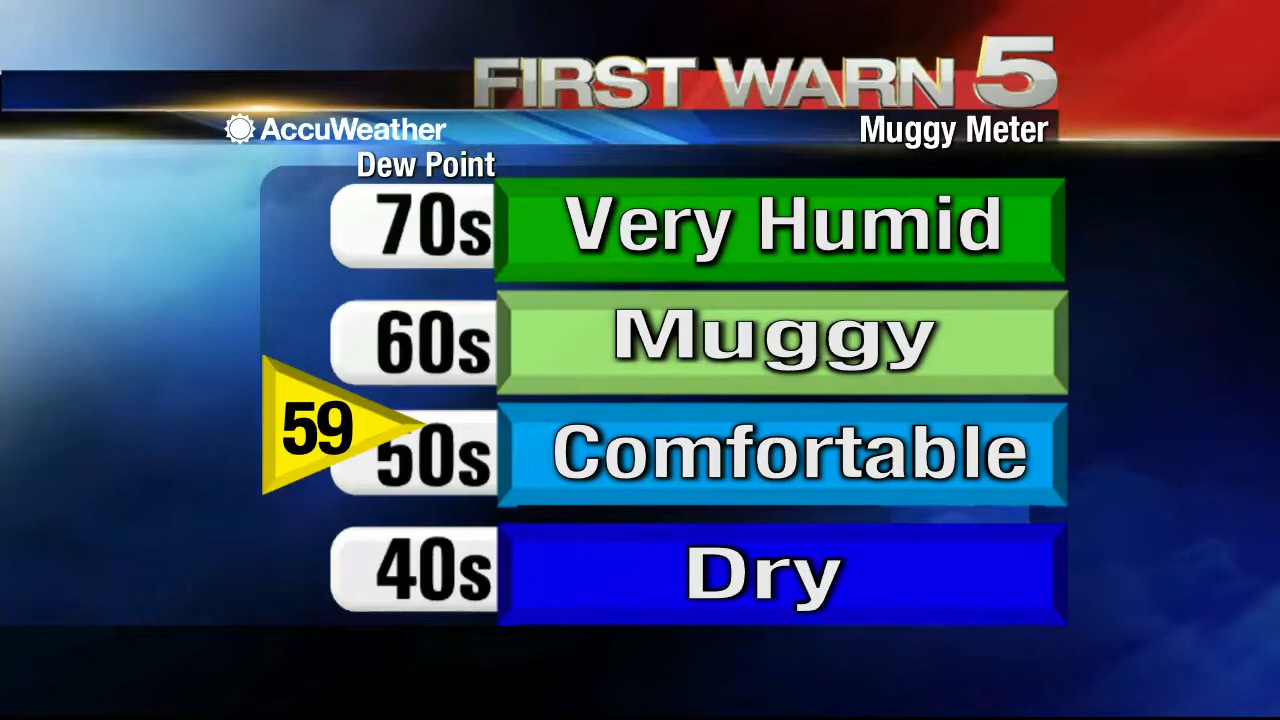 FIRST WARN 5
AccuWeather
Muggy Meter
Dew Point
70s Very Humid
60s Muggy
59
50s Comfortable
40s Dry